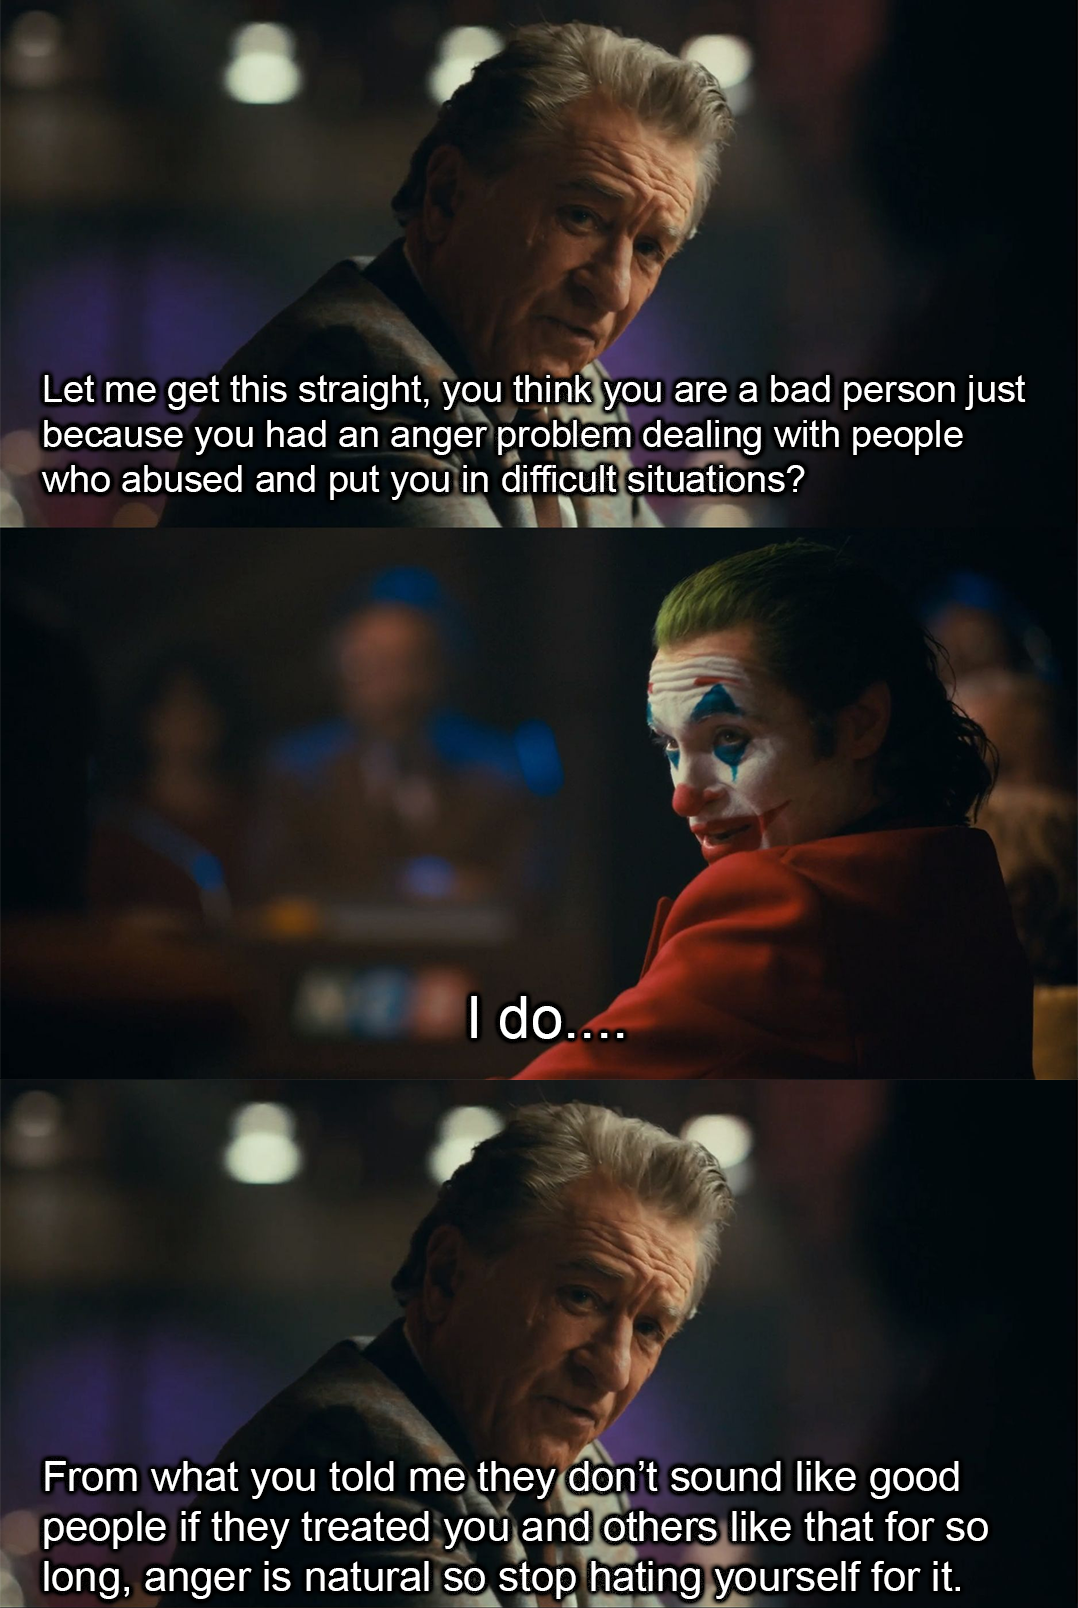 Let me get this straight, you think you are a bad person just
because you had an anger problem dealing with people
who abused and put you in difficult situations?
I do....
From what you told me they don’t sound like good
people if they treated you and others like that for so
long, anger is natural so stop hating yourself for it.